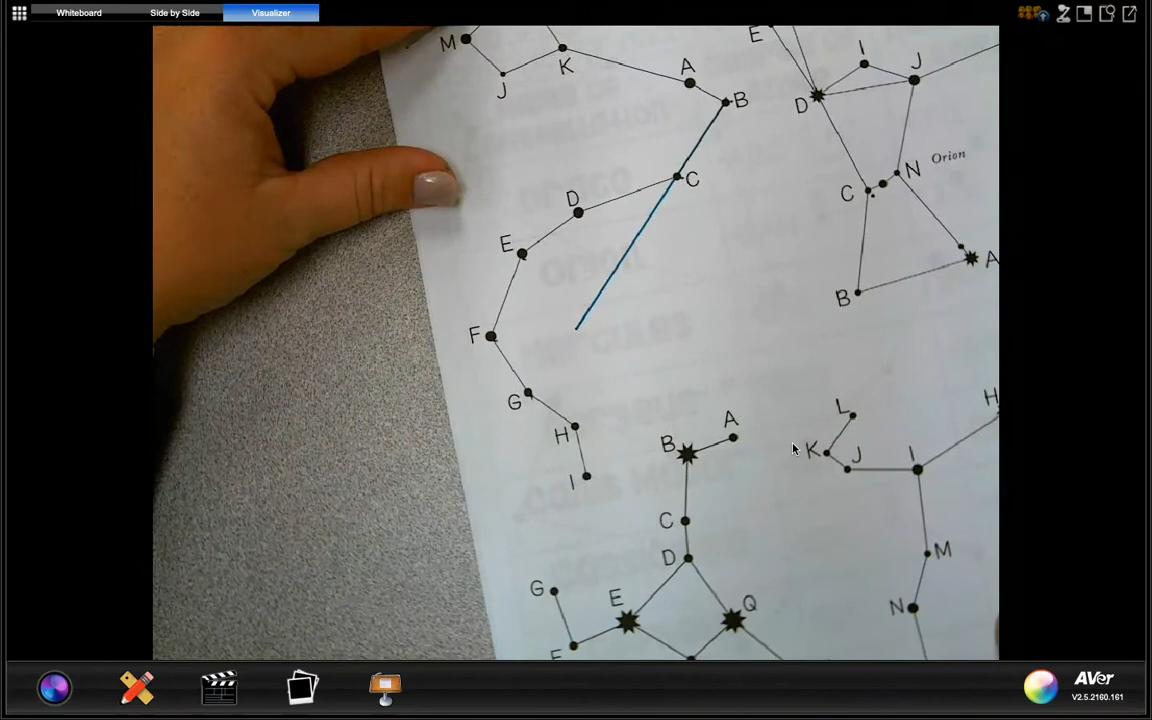 Whiteboard Side by Side Visualizer
M
K
J
A
B
C
D
E
F
G
H
I
E
I
J
D
N
Orion
C
B
A
A
B
C
D
E
Q
G
F
H
L
K
J
I
M
N
AVer
V2.5.2160.161